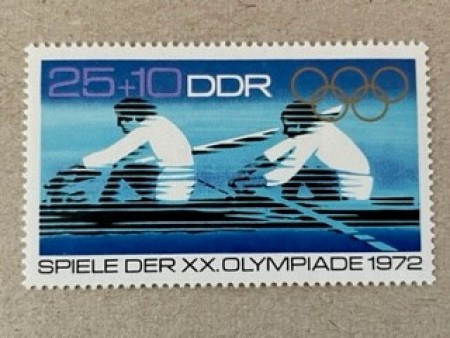 25+10 DDR
SPIELE DER XX. OLYMPIADE 1972